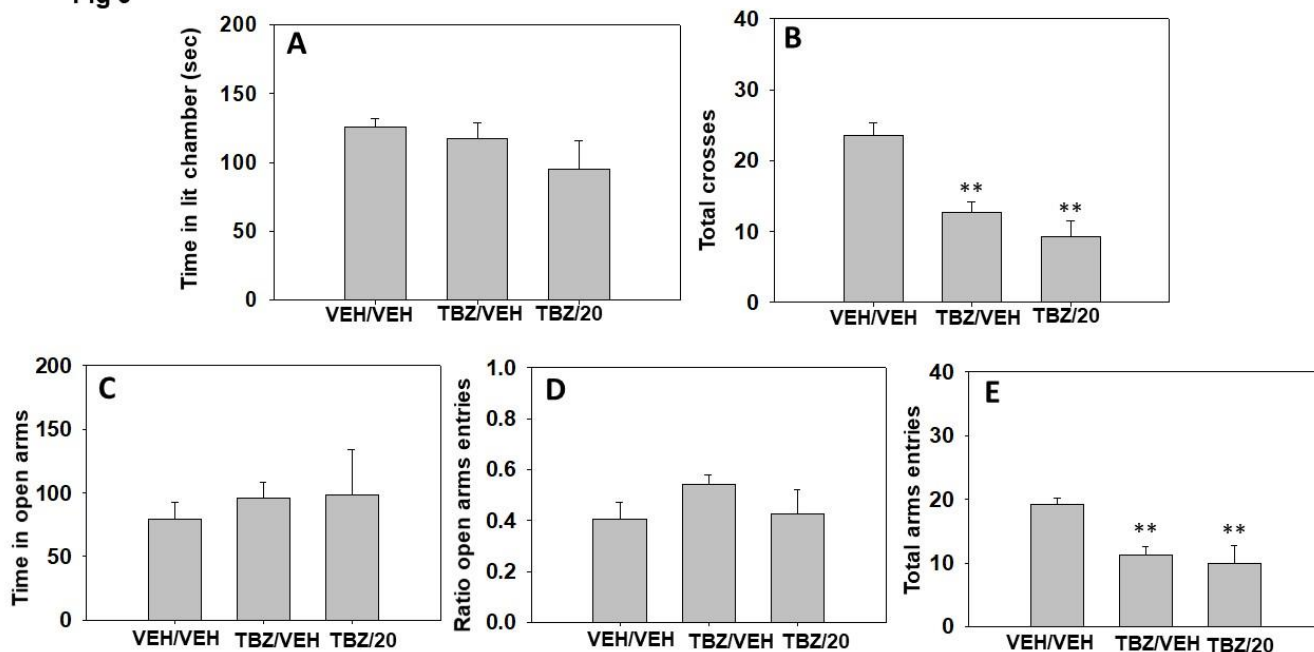 Fig
A
Time in lit chamber (sec)
200
150
100
50
0
VEH/VEH TBZ/VEH TBZ/20
B
Total crosses
40
30
20
10
0
**
**
VEH/VEH TBZ/VEH TBZ/20
C
Time in open arms
200
150
100
50
0
VEH/VEH TBZ/VEH TBZ/20
D
Ratio open arms entries
1.0
0.8
0.6
0.4
0.2
0.0
VEH/VEH TBZ/VEH TBZ/20
E
Total arms entries
40
30
20
10
0
**
**
VEH/VEH TBZ/VEH TBZ/20